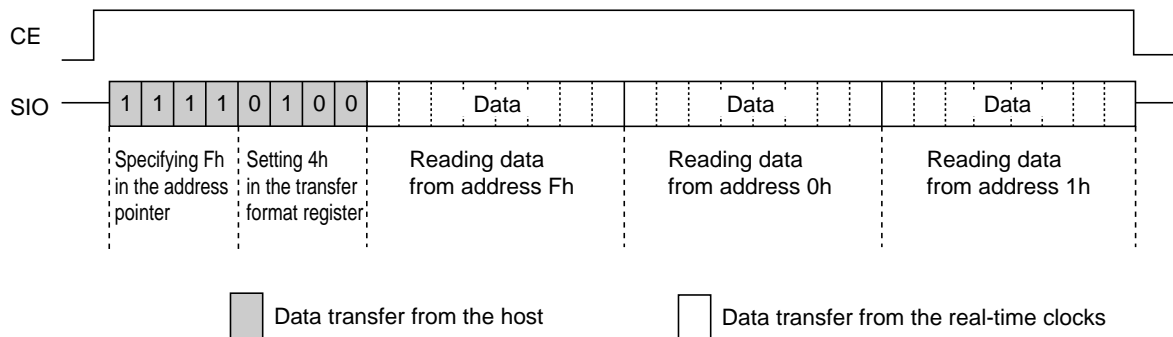 CE
SIO 1 1 1 1 0 1 0 0 Data Data Data
Specifying Fh
in the address
pointer
Setting 4h
in the transfer
format register
Reading data
from address Fh
Reading data
from address 0h
Reading data
from address 1h
Data transfer from the host
Data transfer from the real-time clocks